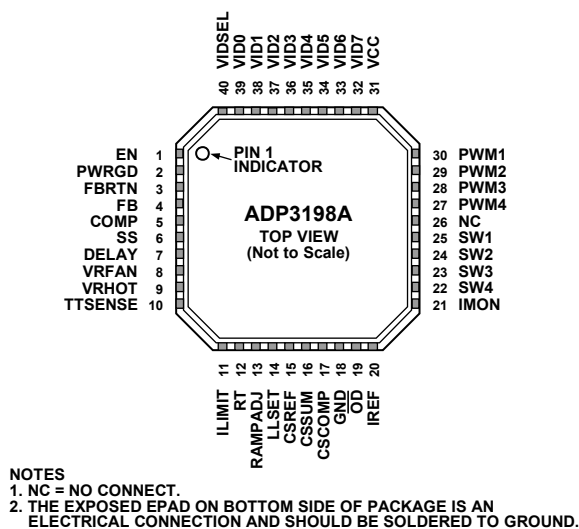 VIDSEL
VID0
VID1
VID2
VID3
VID4
VID5
VID6
VID7
VCC
40 39 38 37 36 35 34 33 32 31
EN 1
PWRGD 2
FBRTN 3
FB 4
COMP 5
SS 6
DELAY 7
VRFAN 8
VRHOT 9
TTSENSE 10
PIN 1
INDICATOR
ADP3198A
TOP VIEW
(Not to Scale)
30 PWM1
29 PWM2
28 PWM3
27 PWM4
26 NC
25 SW1
24 SW2
23 SW3
22 SW4
21 IMON
11 12 13 14 15 16 17 18 19 20
ILIMIT
RT
RAMPADJ
LLSET
CSREF
CSSUM
CSCOMP
GND
OD
IREF
NOTES
1. NC = NO CONNECT.
2. THE EXPOSED EPAD ON BOTTOM SIDE OF PACKAGE IS AN
ELECTRICAL CONNECTION AND SHOULD BE SOLDERED TO GROUND.